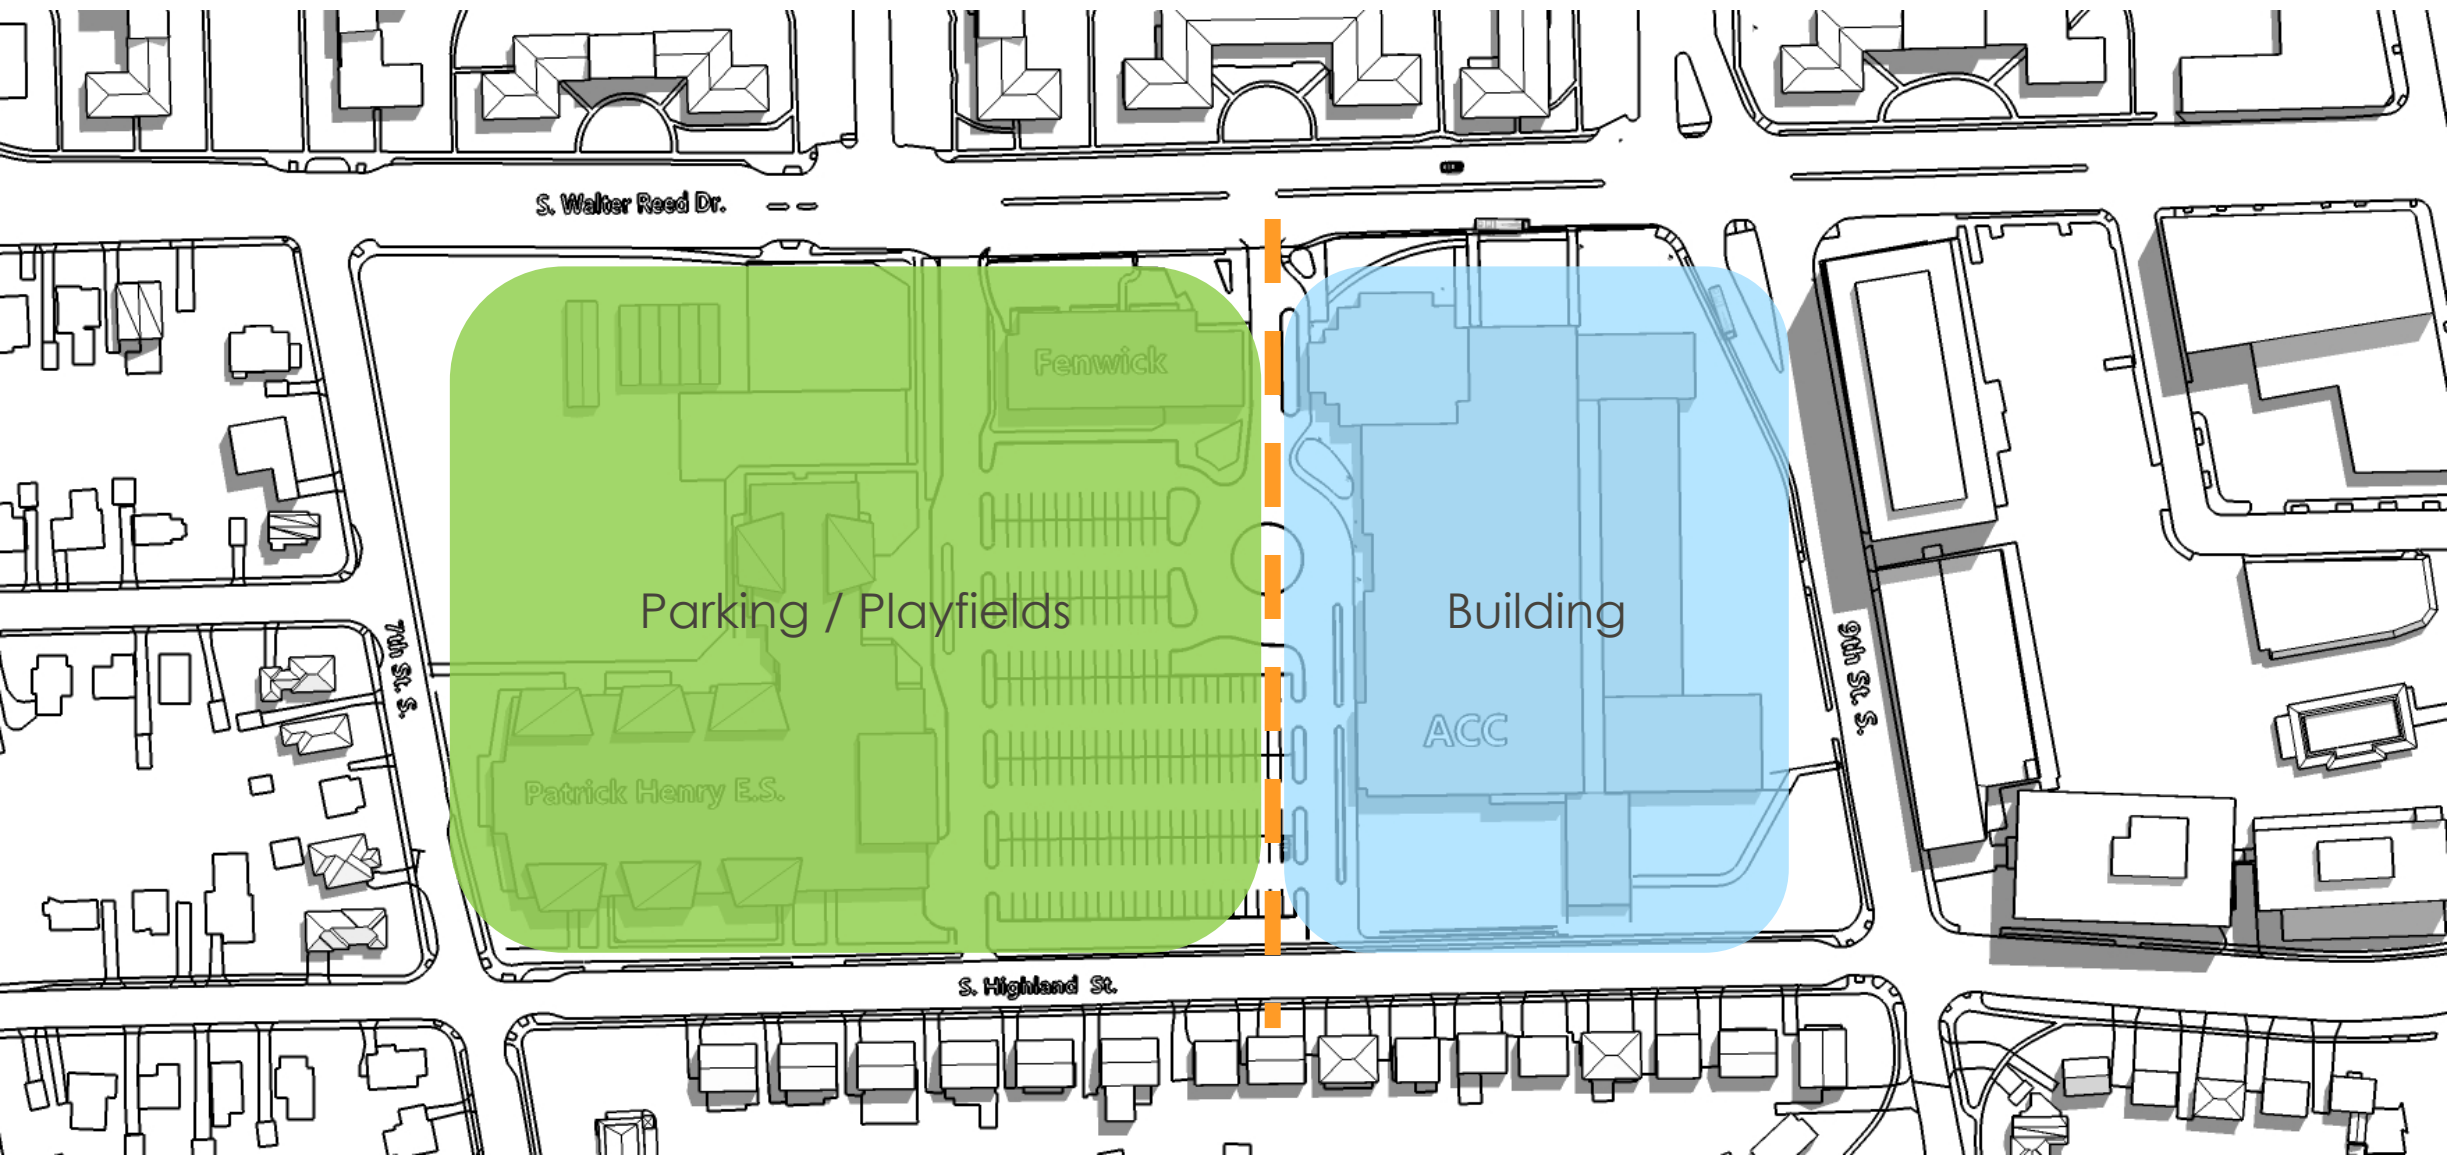 S. Walter Reed Dr.
Fenwick
Parking / Playfields
Building
7th St. S.
9th St. S.
ACC
Patrick Henry E.S.
S. Highland St.